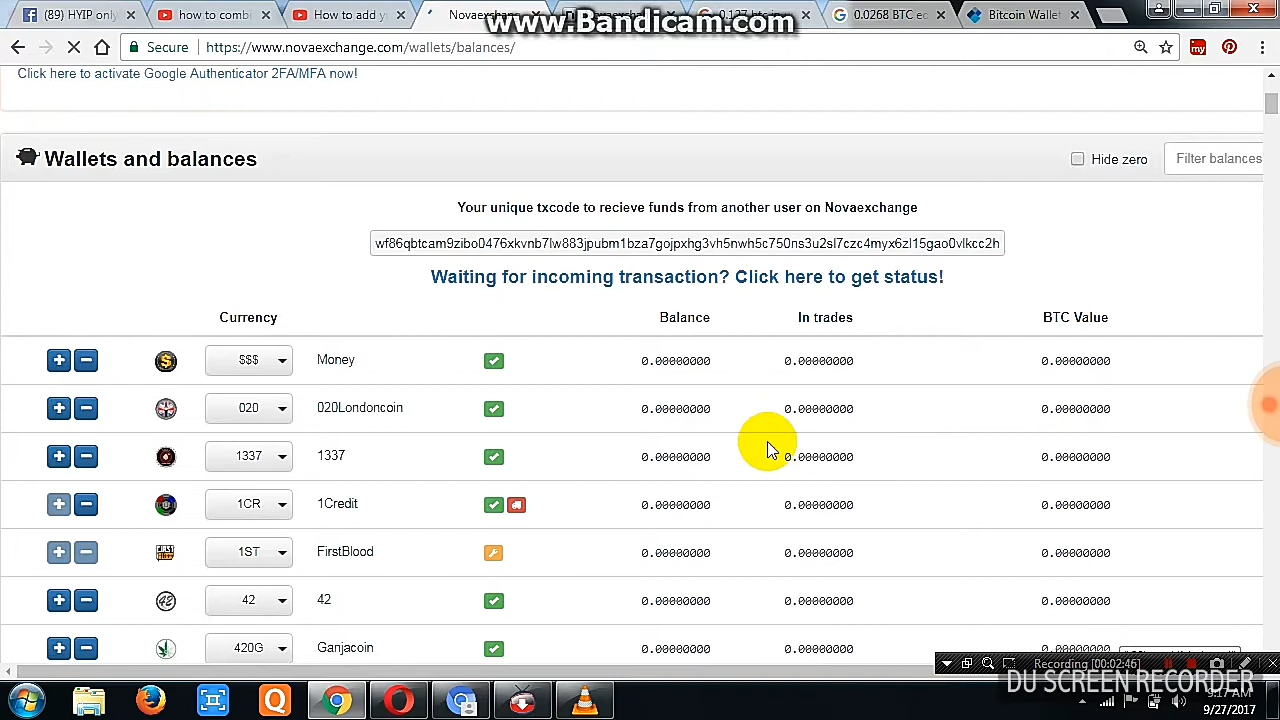 (89) HYIP onl
how to comb
How to add y
Novaexchange
0.0268 BTC e
Bitcoin Walle
www.Bandicam.com
Secure
https://www.novaexchange.com/wallets/balances/
Click here to activate Google Authenticator 2FA/MFA now!
Wallets and balances
Hide zero
Filter balances
Your unique txcode to recieve funds from another user on Novaexchange
wf86qbtcam9zibo0476xkvnb7lw883jpubm1bza7gojpxhg3vh5nwh5c750ns3u2sl7czc4myx6zl15gao0vlkcc2h
Waiting for incoming transaction? Click here to get status!
Currency Balance In trades BTC Value
$$$ Money 0.00000000 0.00000000 0.00000000
020 020Londoncoin 0.00000000 0.00000000 0.00000000
1337 1337 0.00000000 0.00000000 0.00000000
1CR 1Credit 0.00000000 0.00000000 0.00000000
1ST FirstBlood 0.00000000 0.00000000 0.00000000
42 42 0.00000000 0.00000000 0.00000000
420G Ganjacoin 0.00000000 0.00000000 0.00000000
Recording [00:02:46]
DU SCREEN RECORDER
9:17 AM
9/27/2017